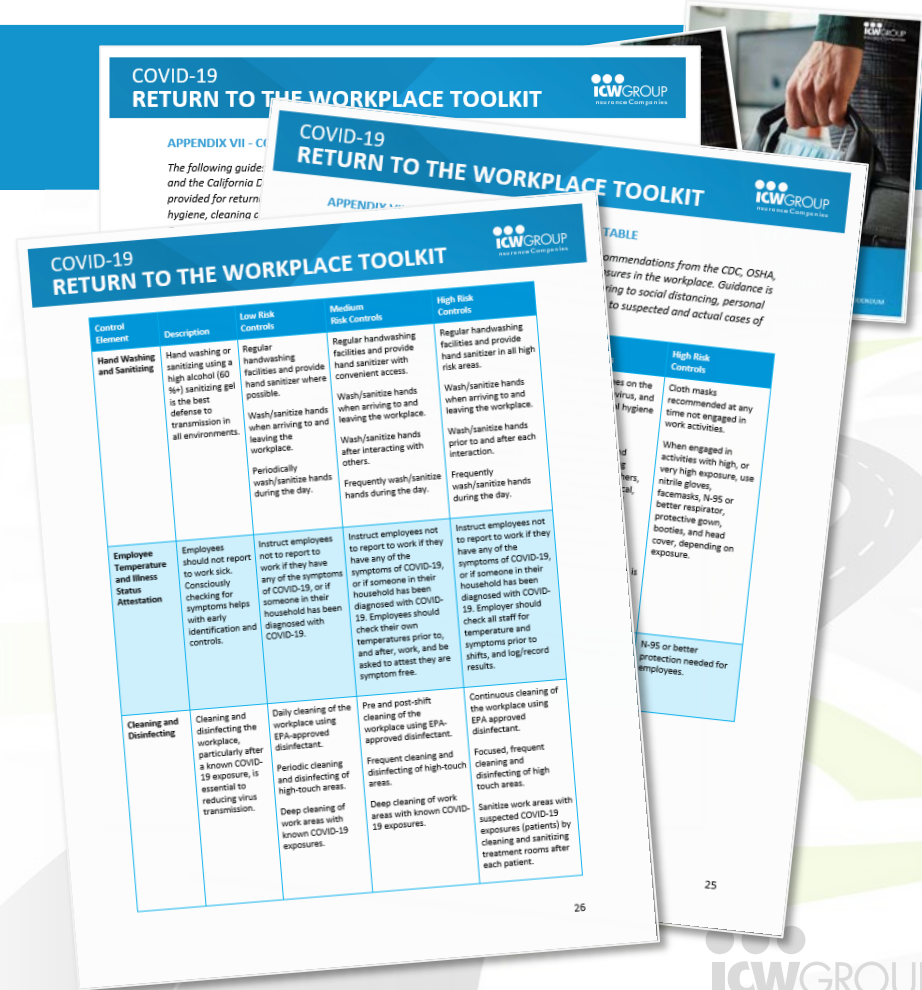 COVID-19
RETURN TO THE WORKPLACE TOOLKIT
ICWGROUP
Insurance Companies
APPENDIX VII - CO
The following guides
and the California D
provided for return
hygiene, cleaning a
COVID-19
RETURN TO THE WORKPLACE TOOLKIT
ICWGROUP
Insurance Companies
APPENDIX VII
TABLE
ommendations from the CDC, OSHA,
sures in the workplace. Guidance is
ring to social distancing, personal
to suspected and actual cases of
High Risk
Controls
es on the
virus, and
l hygiene
Cloth masks
recommended at any
time not engaged in
work activities.
When engaged in
activities with high, or
very high exposure, use
nitrile gloves,
facemasks, N-95 or
better respirator,
protective gown,
booties, and head
cover, depending on
exposure.
N-95 or better
protection needed for
employees.
25
COVID-19
RETURN TO THE WORKPLACE TOOLKIT
ICWGROUP
Insurance Companies
Control
Element
Description
Low Risk
Controls
Medium
Risk Controls
High Risk
Controls
Hand Washing
and Sanitizing
Hand washing or
sanitizing using a
high alcohol (60
%+) sanitizing gel
is the best
defense to
transmission in
all environments.
Regular
handwashing
facilities and provide
hand sanitizer where
possible.
Wash/sanitize hands
when arriving to and
leaving the
workplace.
Periodically
wash/sanitize hands
during the day.
Regular handwashing
facilities and provide
hand sanitizer with
convenient access.
Wash/sanitize hands
when arriving to and
leaving the workplace.
Wash/sanitize hands
after interacting with
others.
Frequently wash/sanitize
hands during the day.
Regular handwashing
facilities and provide
hand sanitizer in all high
risk areas.
Wash/sanitize hands
when arriving to and
leaving the workplace.
Wash/sanitize hands
prior to and after each
interaction.
Frequently
wash/sanitize hands
during the day.
Employee
Temperature
and Illness
Status
Attestation
Employees
should not report
to work sick.
Consciously
checking for
symptoms helps
with early
identification and
controls.
Instruct employees
not to report to
work if they have
any of the symptoms
of COVID-19, or if
someone in their
household has been
diagnosed with
COVID-19.
Instruct employees not
to report to work if they
have any of the
symptoms of COVID-19,
or if someone in their
household has been
diagnosed with COVID-
19. Employees should
check their own
temperatures prior to,
and after, work, and be
asked to attest they are
symptom free.
Instruct employees not
to report to work if they
have any of the
symptoms of COVID-19,
or if someone in their
household has been
diagnosed with COVID-
19. Employer should
check all staff for
temperature and
symptoms prior to
shifts, and log/record
results.
Cleaning and
Disinfecting
Cleaning and
disinfecting the
workplace,
particularly after
a known COVID-
19 exposure, is
essential to
reducing virus
transmission.
Daily cleaning of the
workplace using
EPA-approved
disinfectant.
Periodic cleaning
and disinfecting of
high-touch areas.
Deep cleaning of
work areas with
known COVID-19
exposures.
Pre and post-shift
cleaning of the
workplace using EPA-
approved disinfectant.
Frequent cleaning and
disinfecting of high-touch
areas.
Deep cleaning of work
areas with known COVID-
19 exposures.
Continuous cleaning of
the workplace using
EPA approved
disinfectant.
Focused, frequent
cleaning and
disinfecting of high
touch areas.
Sanitize work areas with
suspected COVID-19
exposures (patients) by
cleaning and sanitizing
treatment rooms after
each patient.
26
ICWGROUP
ICWGROU